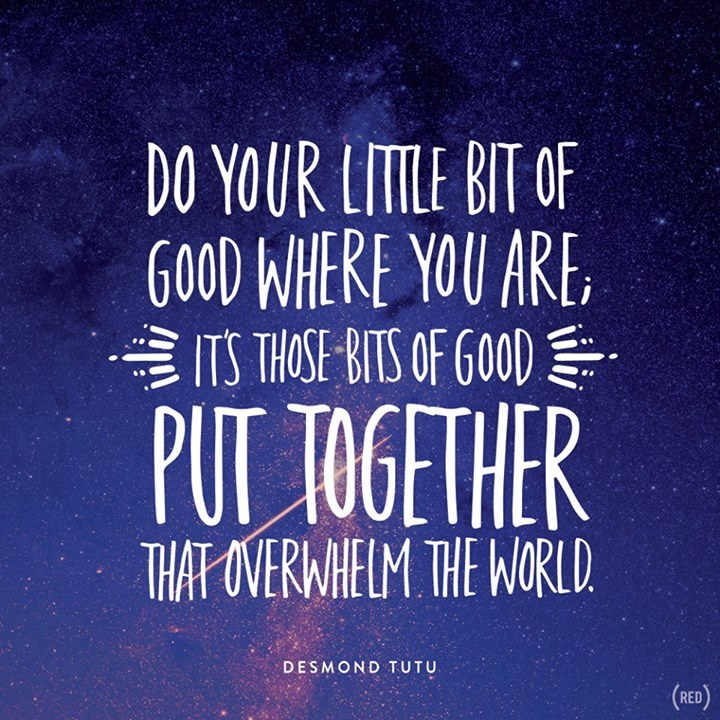 DO YOUR LITTLE BIT OF
GOOD WHERE YOU ARE;
IT'S THOSE BITS OF GOOD
PUT TOGETHER
THAT OVERWHELM THE WORLD.
DESMOND TUTU
(RED)